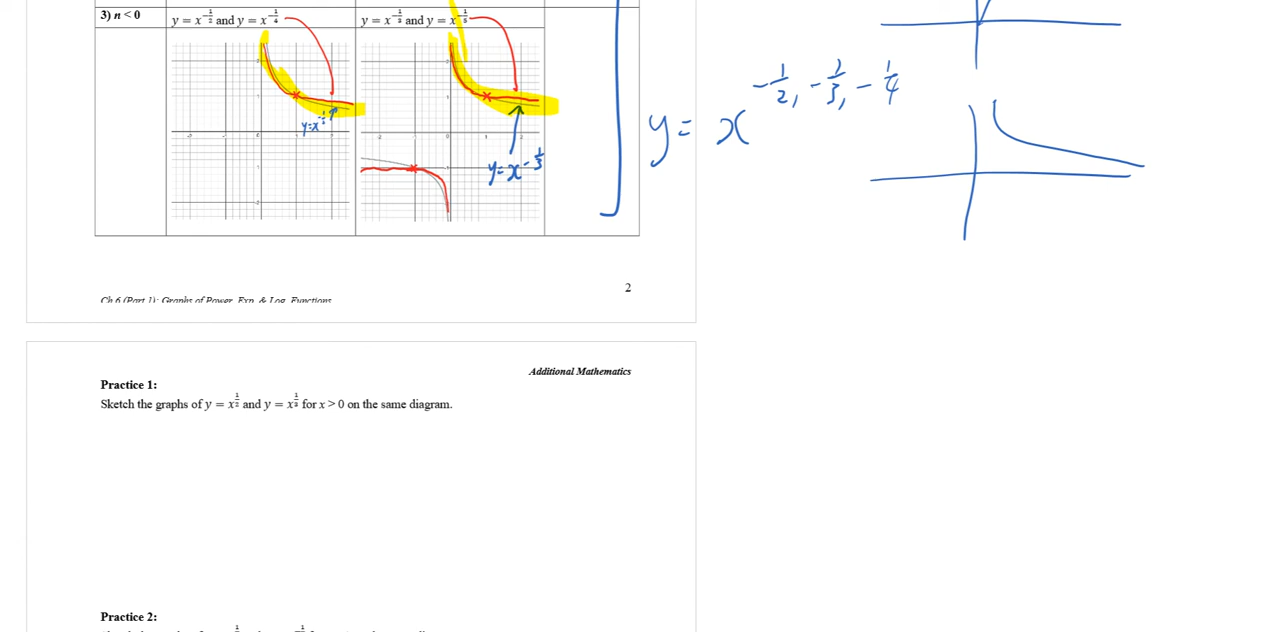 3) n < 0
y = x^{-1/2} and y = x^{-1/4}
y = x^{-1/3} and y = x^{-1/5}
y = x^{-1/2}
y = x^{-1/3}
y = x^{-1/2, -1/3, -1/4}
2
Ch 6 (Part 1): Graphs of Power, Exp. & Log. Functions
Additional Mathematics
Practice 1:
Sketch the graphs of y = x^{1/2} and y = x^{1/3} for x > 0 on the same diagram.
Practice 2: